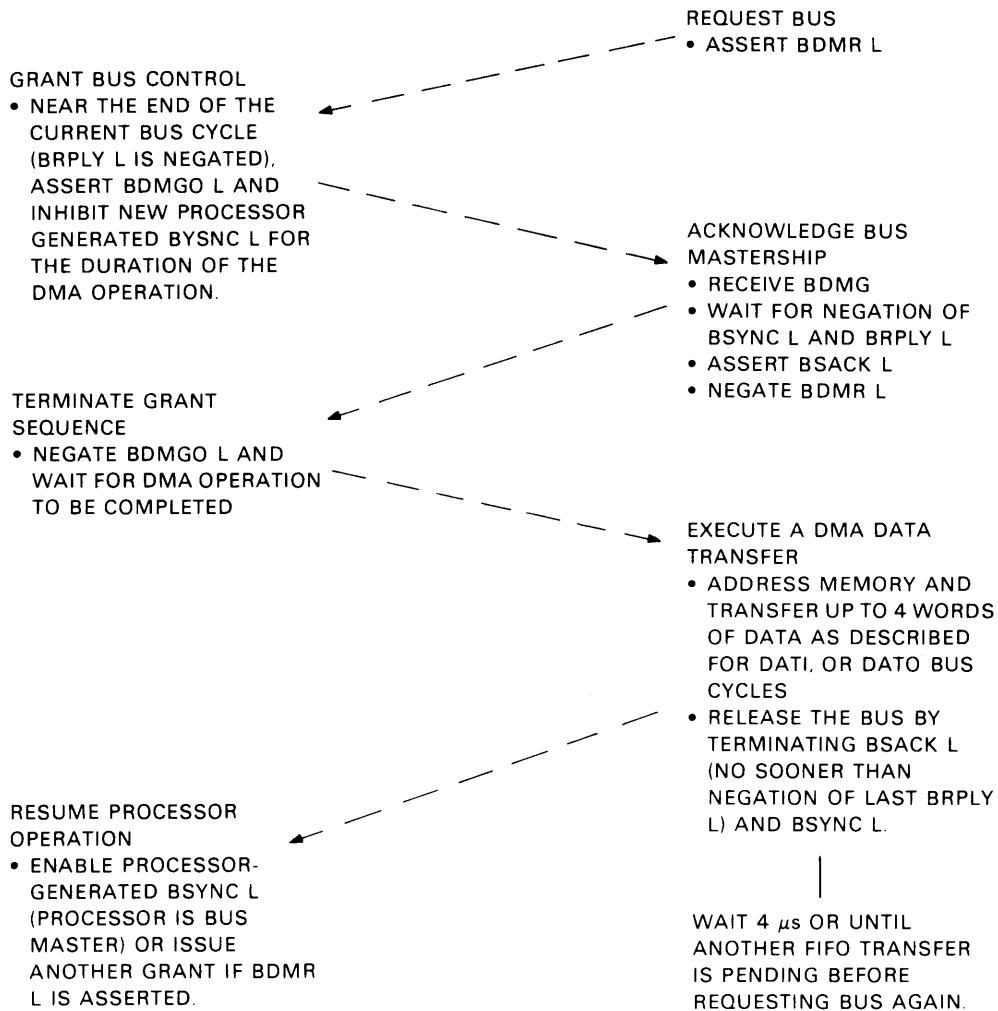 REQUEST BUS
• ASSERT BDMR L
GRANT BUS CONTROL
• NEAR THE END OF THE
CURRENT BUS CYCLE
(BRPLY L IS NEGATED),
ASSERT BDMGO L AND
INHIBIT NEW PROCESSOR
GENERATED BYSNC L FOR
THE DURATION OF THE
DMA OPERATION.
ACKNOWLEDGE BUS
MASTERSHIP
• RECEIVE BDMG
• WAIT FOR NEGATION OF
BSYNC L AND BRPLY L
• ASSERT BSACK L
• NEGATE BDMR L
TERMINATE GRANT
SEQUENCE
• NEGATE BDMGO L AND
WAIT FOR DMA OPERATION
TO BE COMPLETED
EXECUTE A DMA DATA
TRANSFER
• ADDRESS MEMORY AND
TRANSFER UP TO 4 WORDS
OF DATA AS DESCRIBED
FOR DATI, OR DATO BUS
CYCLES
• RELEASE THE BUS BY
TERMINATING BSACK L
(NO SOONER THAN
NEGATION OF LAST BRPLY
L) AND BSYNC L.
RESUME PROCESSOR
OPERATION
• ENABLE PROCESSOR-
GENERATED BSYNC L
(PROCESSOR IS BUS
MASTER) OR ISSUE
ANOTHER GRANT IF BDMR
L IS ASSERTED.
WAIT 4 μs OR UNTIL
ANOTHER FIFO TRANSFER
IS PENDING BEFORE
REQUESTING BUS AGAIN.